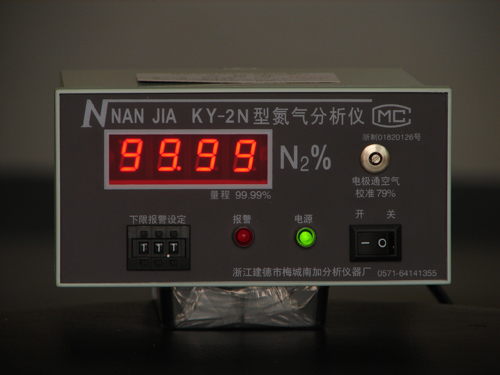 NNAN JIA KY-2N型氮气分析仪 MC
浙制01820126号
99.99 N₂%
量程 99.99%
电极通空气
校准79%
下限报警设定 报警 电源 开 关
T T T
浙江建德市梅城南加分析仪器厂 0571-64141355